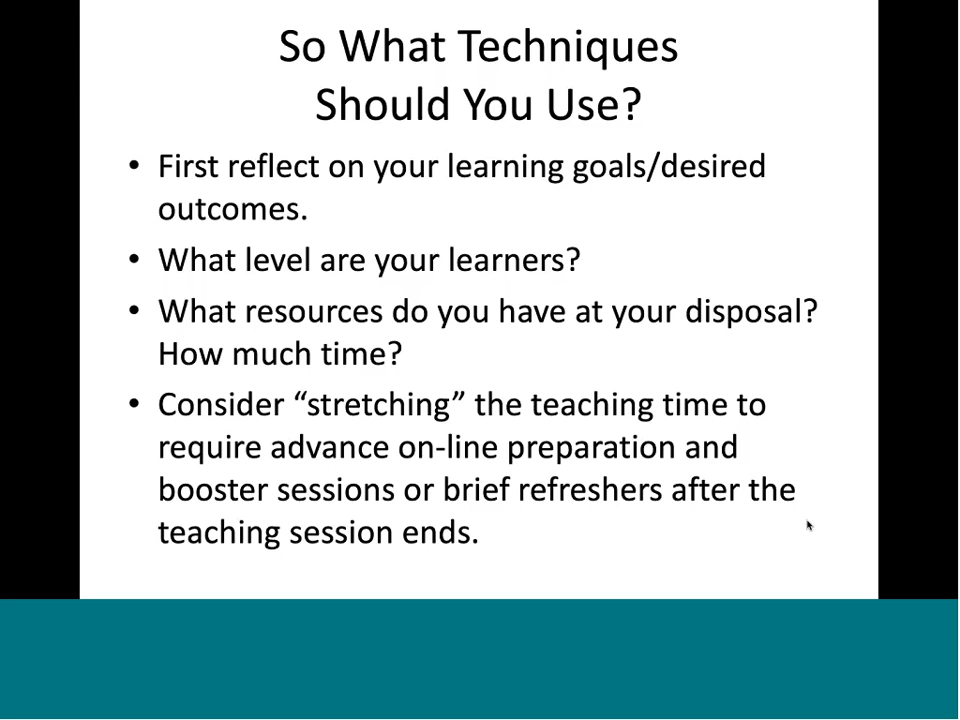 So What Techniques
Should You Use?
• First reflect on your learning goals/desired
outcomes.
• What level are your learners?
• What resources do you have at your disposal?
How much time?
• Consider “stretching” the teaching time to
require advance on-line preparation and
booster sessions or brief refreshers after the
teaching session ends.